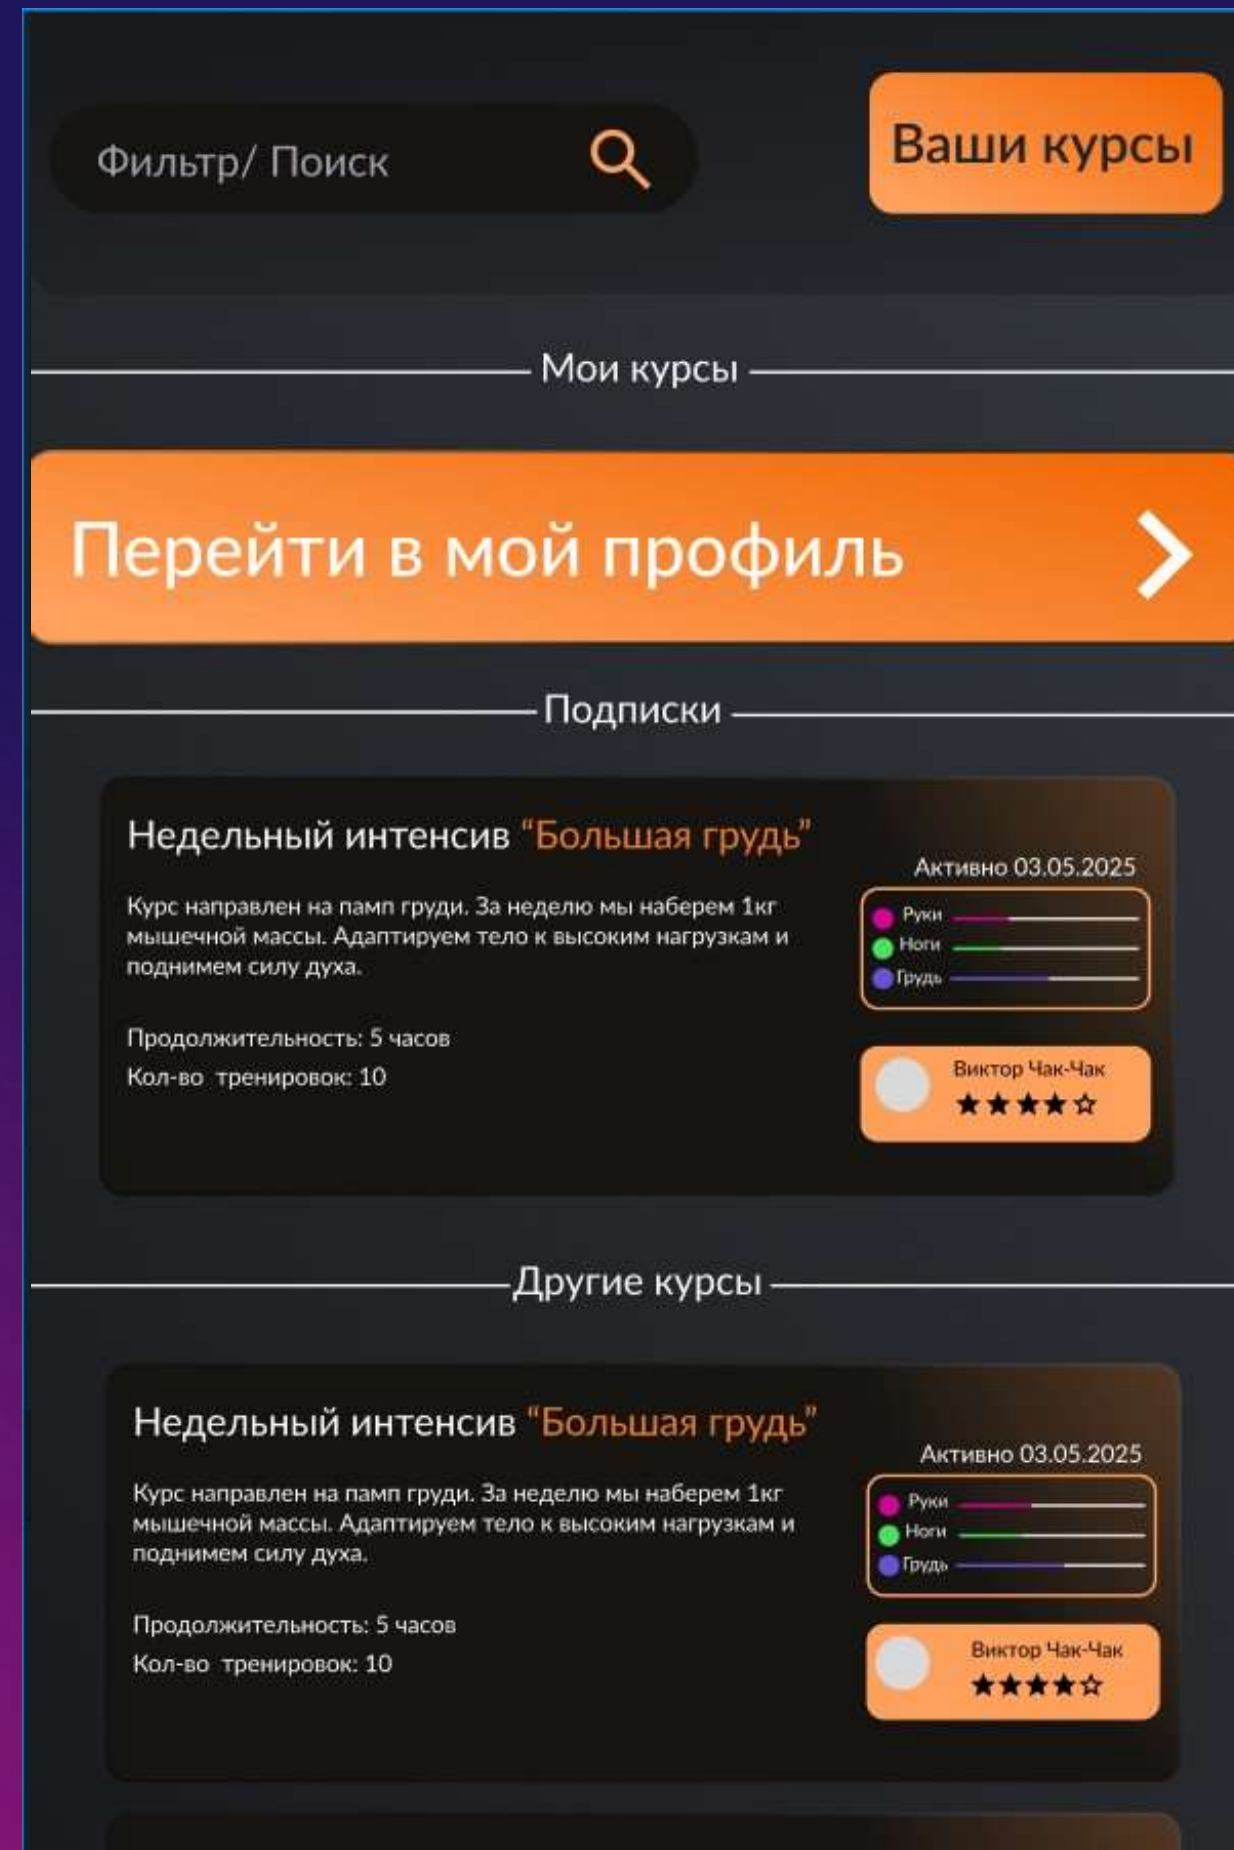 Фильтр/ Поиск
Ваши курсы
Мои курсы
Перейти в мой профиль
Подписки
Недельный интенсив “Большая грудь”
Курс направлен на памп груди. За неделю мы наберем 1кг
мышечной массы. Адаптируем тело к высоким нагрузкам и
поднимем силу духа.
Продолжительность: 5 часов
Кол-во тренировок: 10
Активно 03.05.2025
Руки
Ноги
Грудь
Виктор Чак-Чак
Другие курсы
Недельный интенсив “Большая грудь”
Курс направлен на памп груди. За неделю мы наберем 1кг
мышечной массы. Адаптируем тело к высоким нагрузкам и
поднимем силу духа.
Продолжительность: 5 часов
Кол-во тренировок: 10
Активно 03.05.2025
Руки
Ноги
Грудь
Виктор Чак-Чак